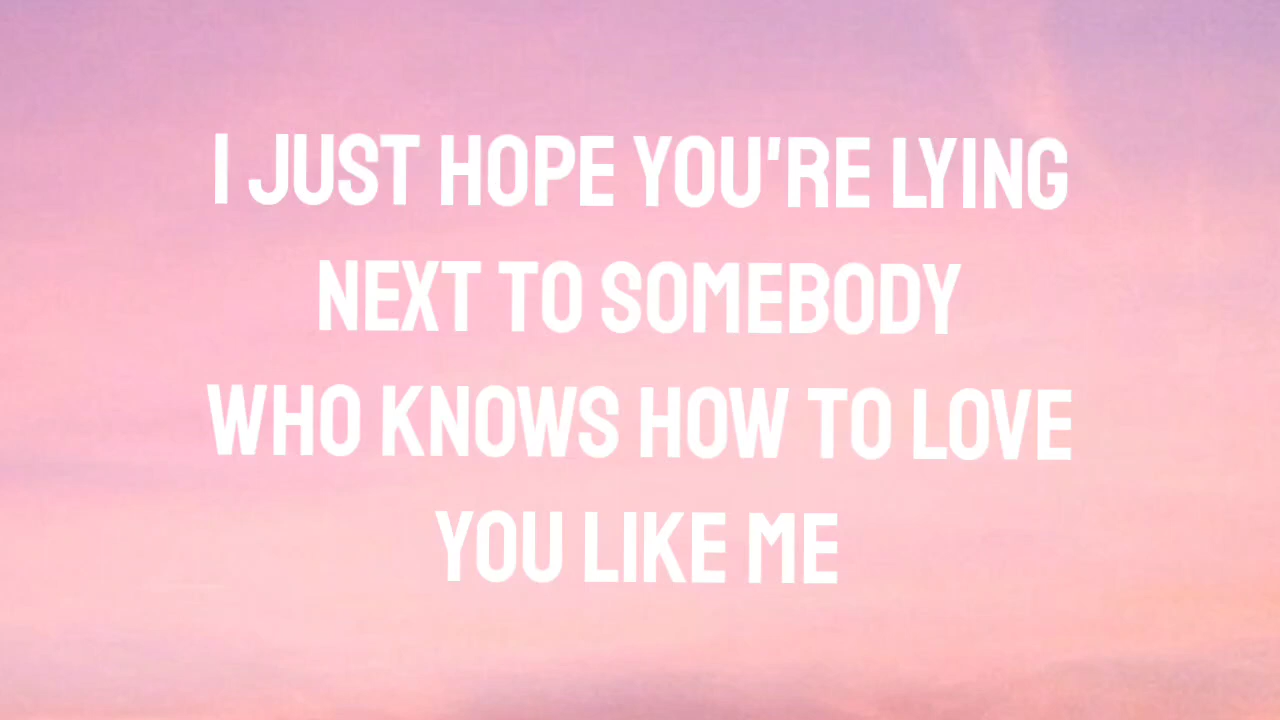 I JUST HOPE YOU'RE LYING
NEXT TO SOMEBODY
WHO KNOWS HOW TO LOVE
YOU LIKE ME